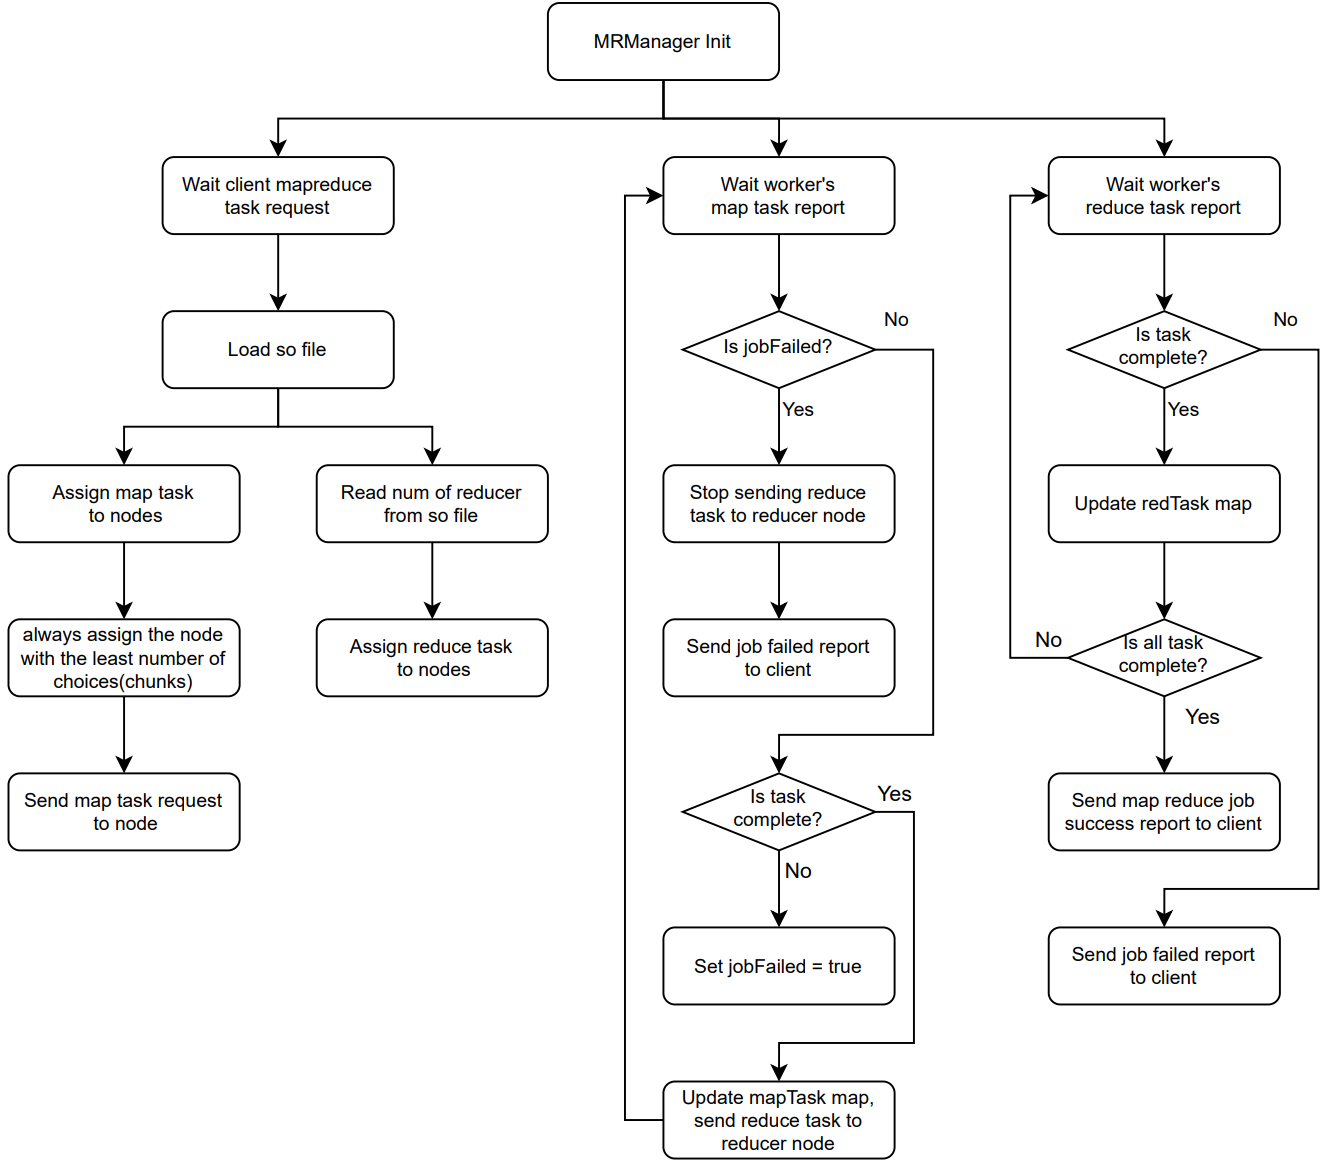 MRManager Init
Wait client mapreduce
task request
Load so file
Assign map task
to nodes
always assign the node
with the least number of
choices(chunks)
Send map task request
to node
Read num of reducer
from so file
Assign reduce task
to nodes
Wait worker's
map task report
Is jobFailed?
No
Yes
Stop sending reduce
task to reducer node
Send job failed report
to client
Is task
complete?
Yes
No
Set jobFailed = true
Update mapTask map,
send reduce task to
reducer node
Wait worker's
reduce task report
Is task
complete?
No
Yes
Update redTask map
Is all task
complete?
No
Yes
Send map reduce job
success report to client
Send job failed report
to client